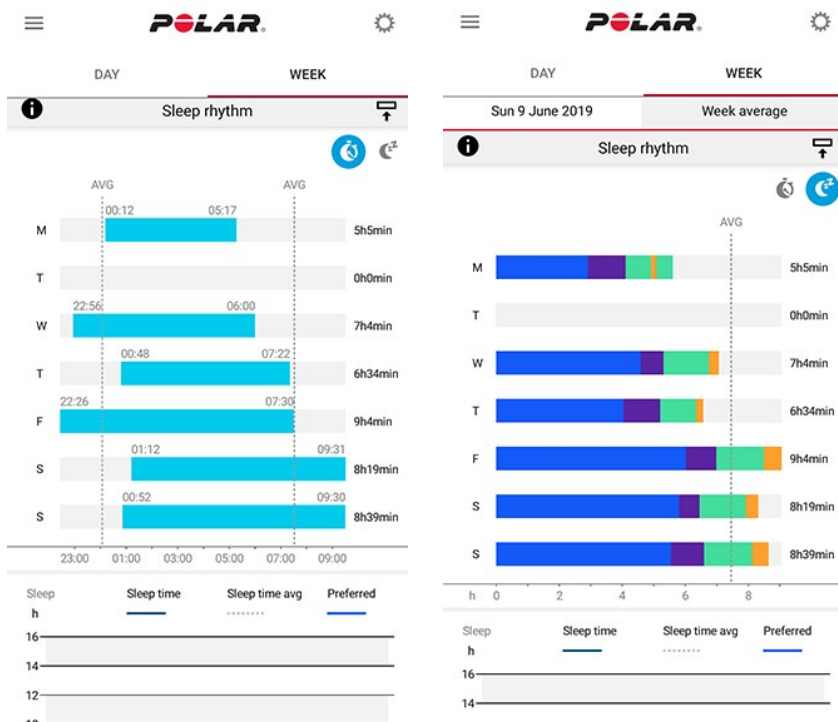 POLAR
DAY WEEK
Sleep rhythm
AVG AVG
00:12 05:17
M 5h5min
T 0h0min
22:56 06:00
W 7h4min
00:48 07:22
T 6h34min
22:26 07:30
F 9h4min
01:12 09:31
S 8h19min
00:52 09:30
S 8h39min
23:00 01:00 03:00 05:00 07:00 09:00
Sleep Sleep time Sleep time avg Preferred
h
16
14
12
POLAR
DAY WEEK
Sun 9 June 2019 Week average
Sleep rhythm
AVG
M 5h5min
T 0h0min
W 7h4min
T 6h34min
F 9h4min
S 8h19min
S 8h39min
h 0 2 4 6 8
Sleep Sleep time Sleep time avg Preferred
h
16
14